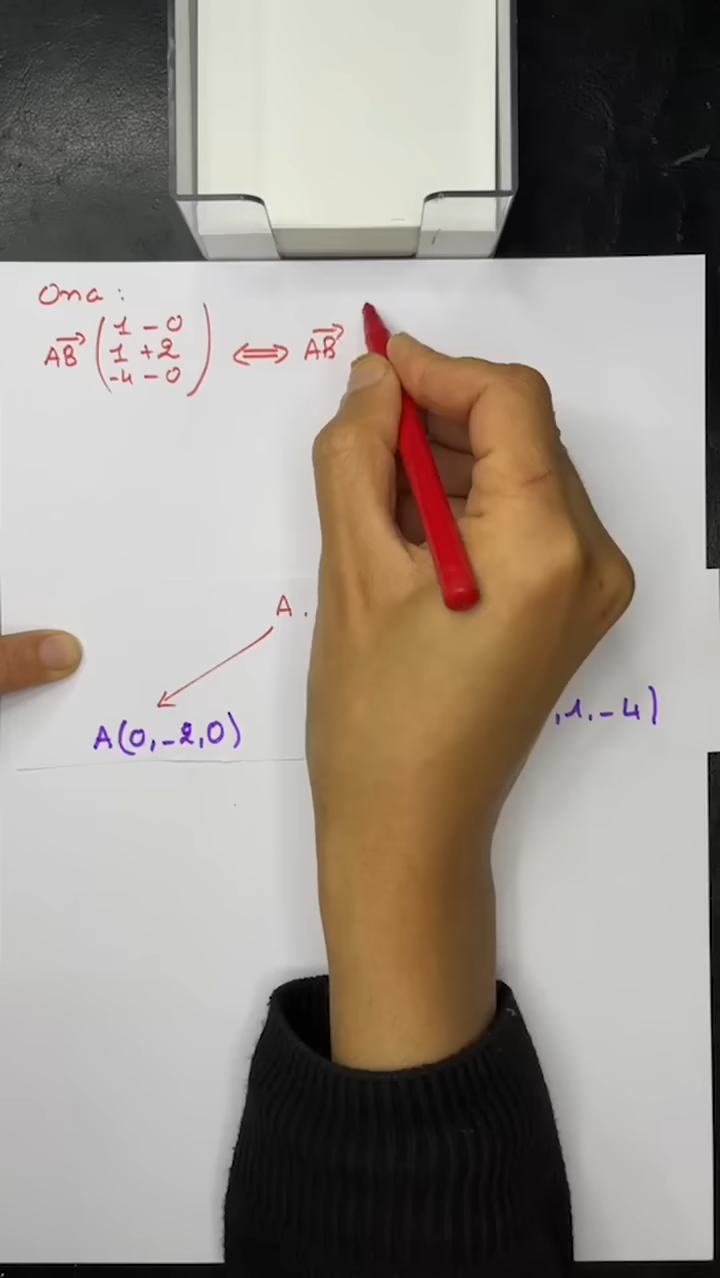 Ona :
AB→ ( 1 - 0 ⟺ AB→
1 + 2
-4 - 0 )
A .
A(0,-2,0) ,1,-4)